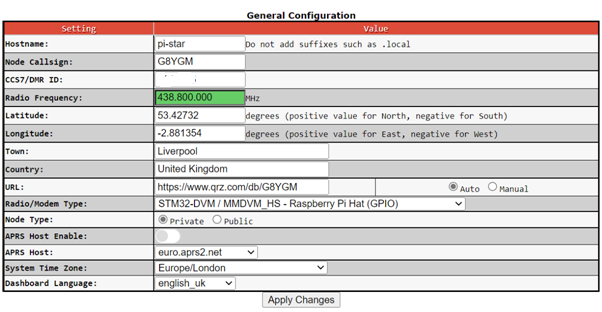 General Configuration
Setting Value
Hostname: pi-star Do not add suffixes such as .local
Node Callsign: G8YGM
CCS7/DMR ID:
Radio Frequency: 438.800.000 MHz
Latitude: 53.42732 degrees (positive value for North, negative for South)
Longitude: -2.881354 degrees (positive value for East, negative for West)
Town: Liverpool
Country: United Kingdom
URL: https://www.qrz.com/db/G8YGM Auto Manual
Radio/Modem Type: STM32-DVM / MMDVM_HS - Raspberry Pi Hat (GPIO)
Node Type: Private Public
APRS Host Enable:
APRS Host: euro.aprs2.net
System Time Zone: Europe/London
Dashboard Language: english_uk
Apply Changes